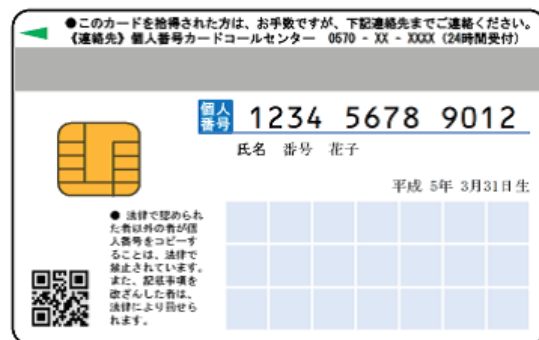 ●このカードを拾得された方は、お手数ですが、下記連絡先までご連絡ください。
《連絡先》個人番号カードコールセンター　0570 - XX - XXXX（24時間受付）
個人
番号
1234 5678 9012
氏名　番号　花子
平成 5年 3月31日生
● 法律で認められ
た者以外の者が個
人番号をコピーす
ることは、法律で
禁止されています。
また、記載事項を
改ざんした者は、
法律により罰せら
れます。